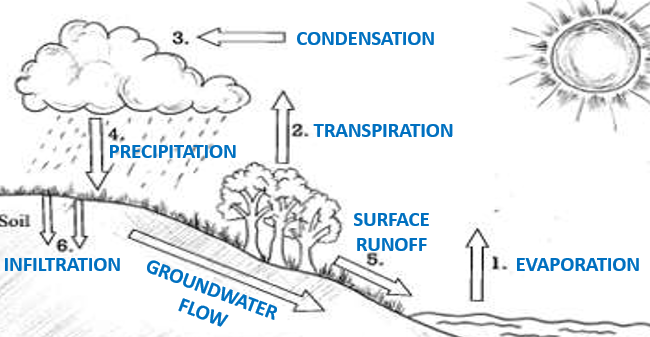 3. CONDENSATION
2. TRANSPIRATION
4.
PRECIPITATION
Soil
6.
INFILTRATION
GROUNDWATER
FLOW
SURFACE
RUNOFF
5.
1. EVAPORATION